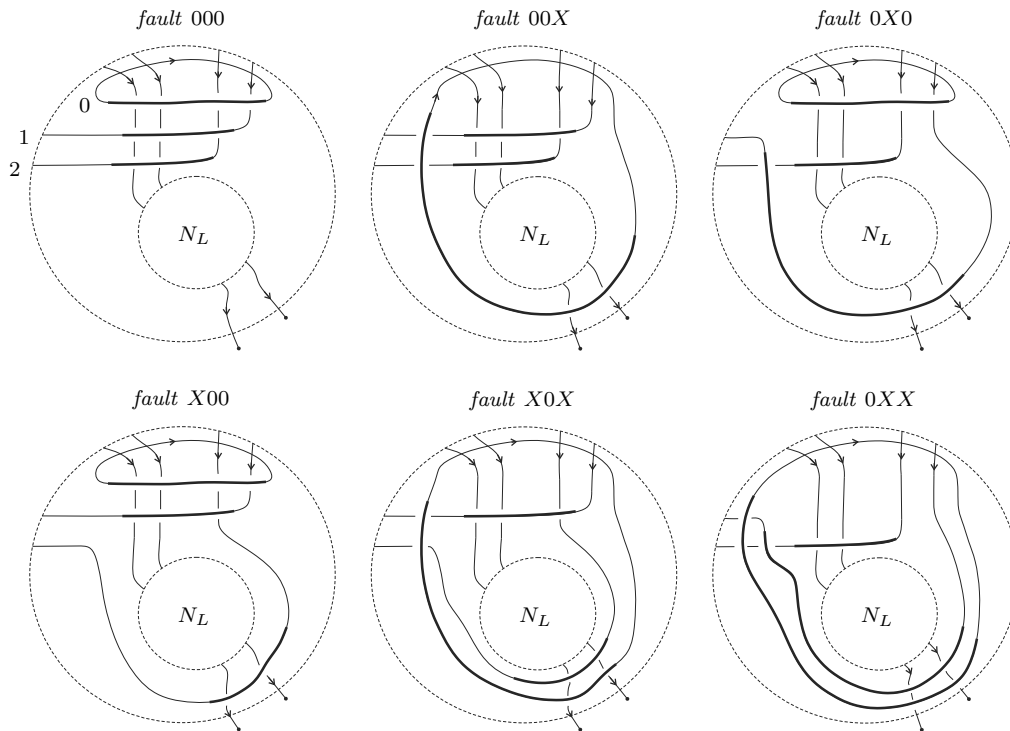 fault 000
fault 00X
fault 0X0
0
1
2
N_L
N_L
N_L
fault X00
fault X0X
fault 0XX
N_L
N_L
N_L